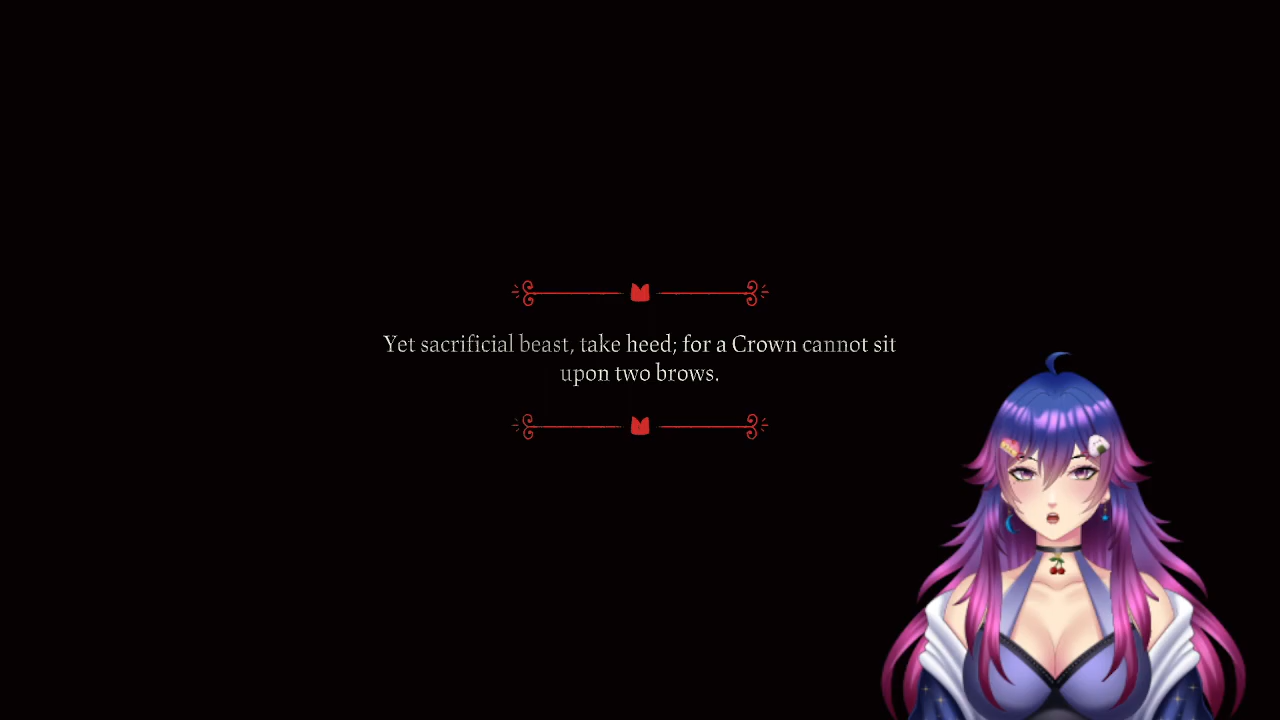 Yet sacrificial beast, take heed; for a Crown cannot sit
upon two brows.